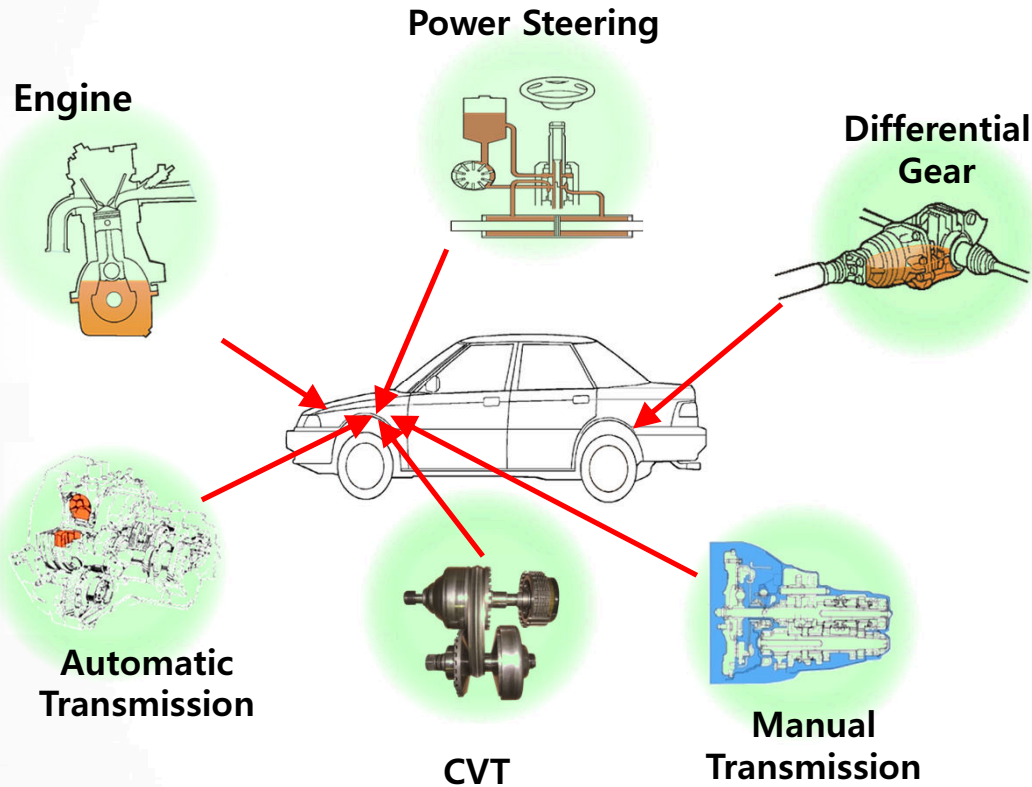 Power Steering
Engine
Differential
Gear
Automatic
Transmission
CVT
Manual
Transmission